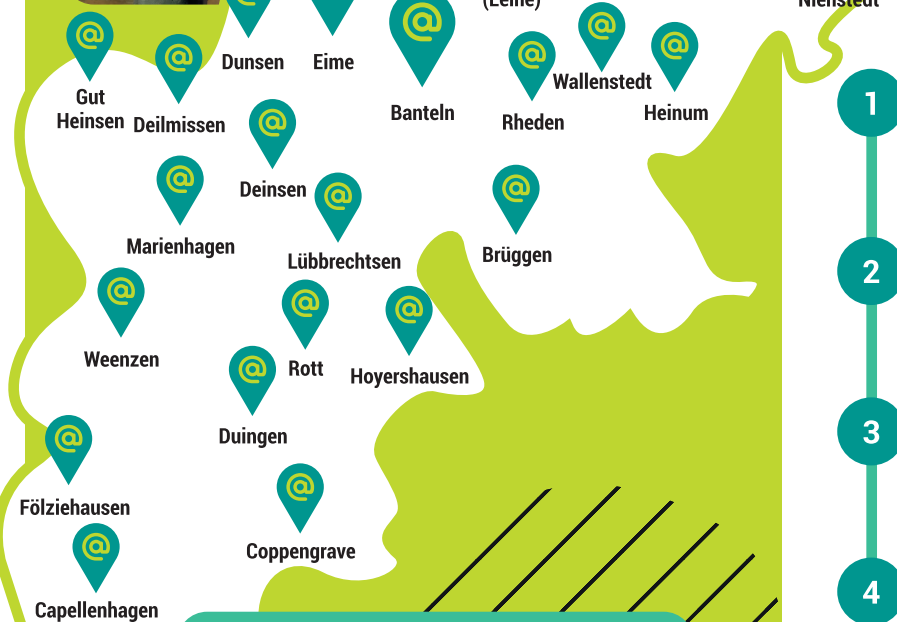 (Leine)
Nienstedt
Dunsen
Eime
Wallenstedt
Gut
Heinsen
Deilmissen
Banteln
Rheden
Heinum
1
Deinsen
Marienhagen
Lübbrechtsen
Brüggen
2
Weenzen
Rott
Hoyershausen
Duingen
3
Fölziehausen
Coppengrave
Capellenhagen
4